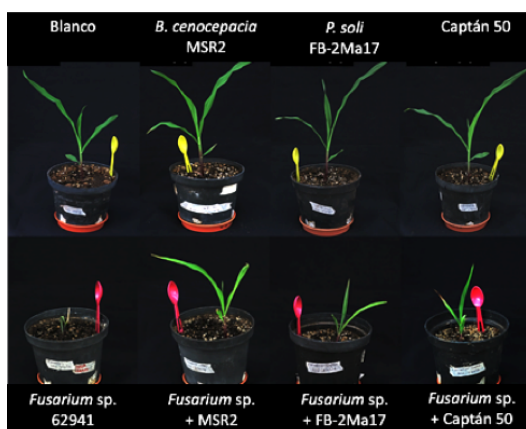 Blanco
B. cenocepacia
MSR2
P. soli
FB-2Ma17
Captán 50
Fusarium sp.
62941
Fusarium sp.
+ MSR2
Fusarium sp.
+ FB-2Ma17
Fusarium sp.
+ Captán 50